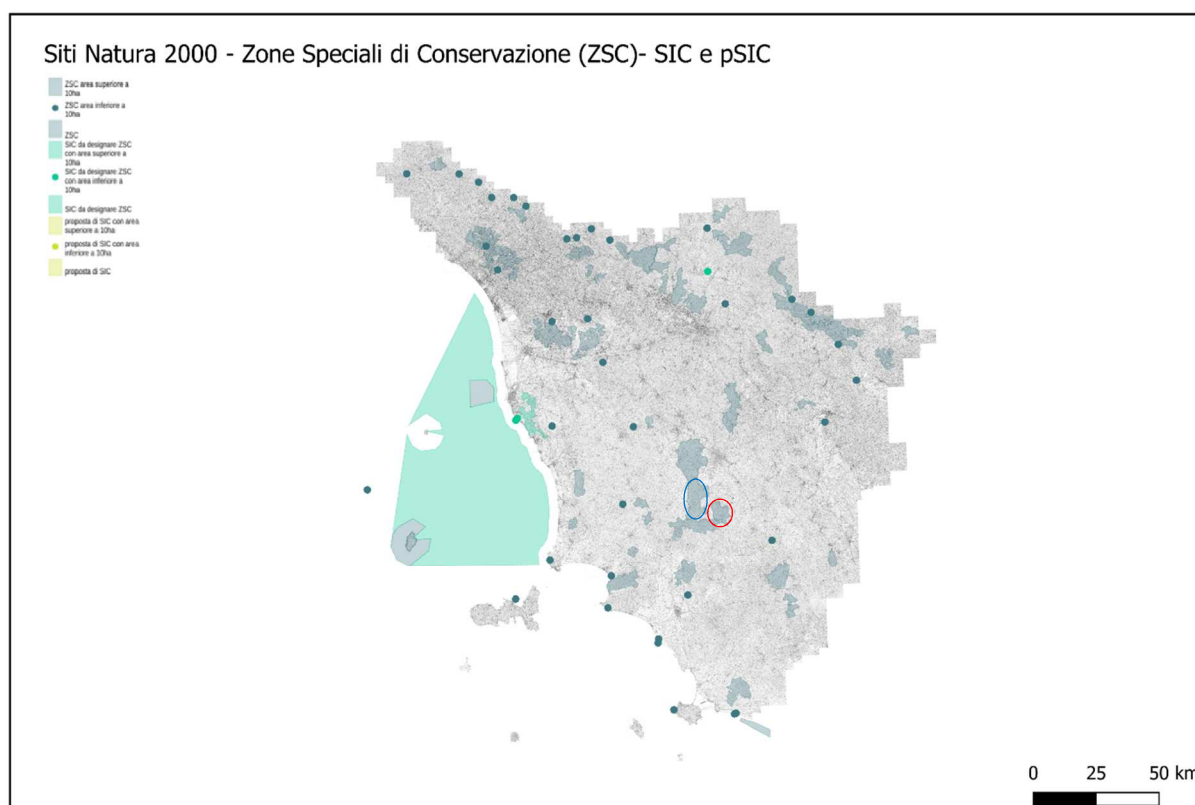 Siti Natura 2000 - Zone Speciali di Conservazione (ZSC)- SIC e pSIC
ZSC area superiore a
10ha
ZSC area inferiore a
10ha
ZSC
SIC da designare ZSC
con area superiore a
10ha
SIC da designare ZSC
con area inferiore a
10ha
SIC da designare ZSC
proposta di SIC con area
superiore a 10ha
proposta di SIC con area
inferiore a 10ha
proposta di SIC
0 25 50 km